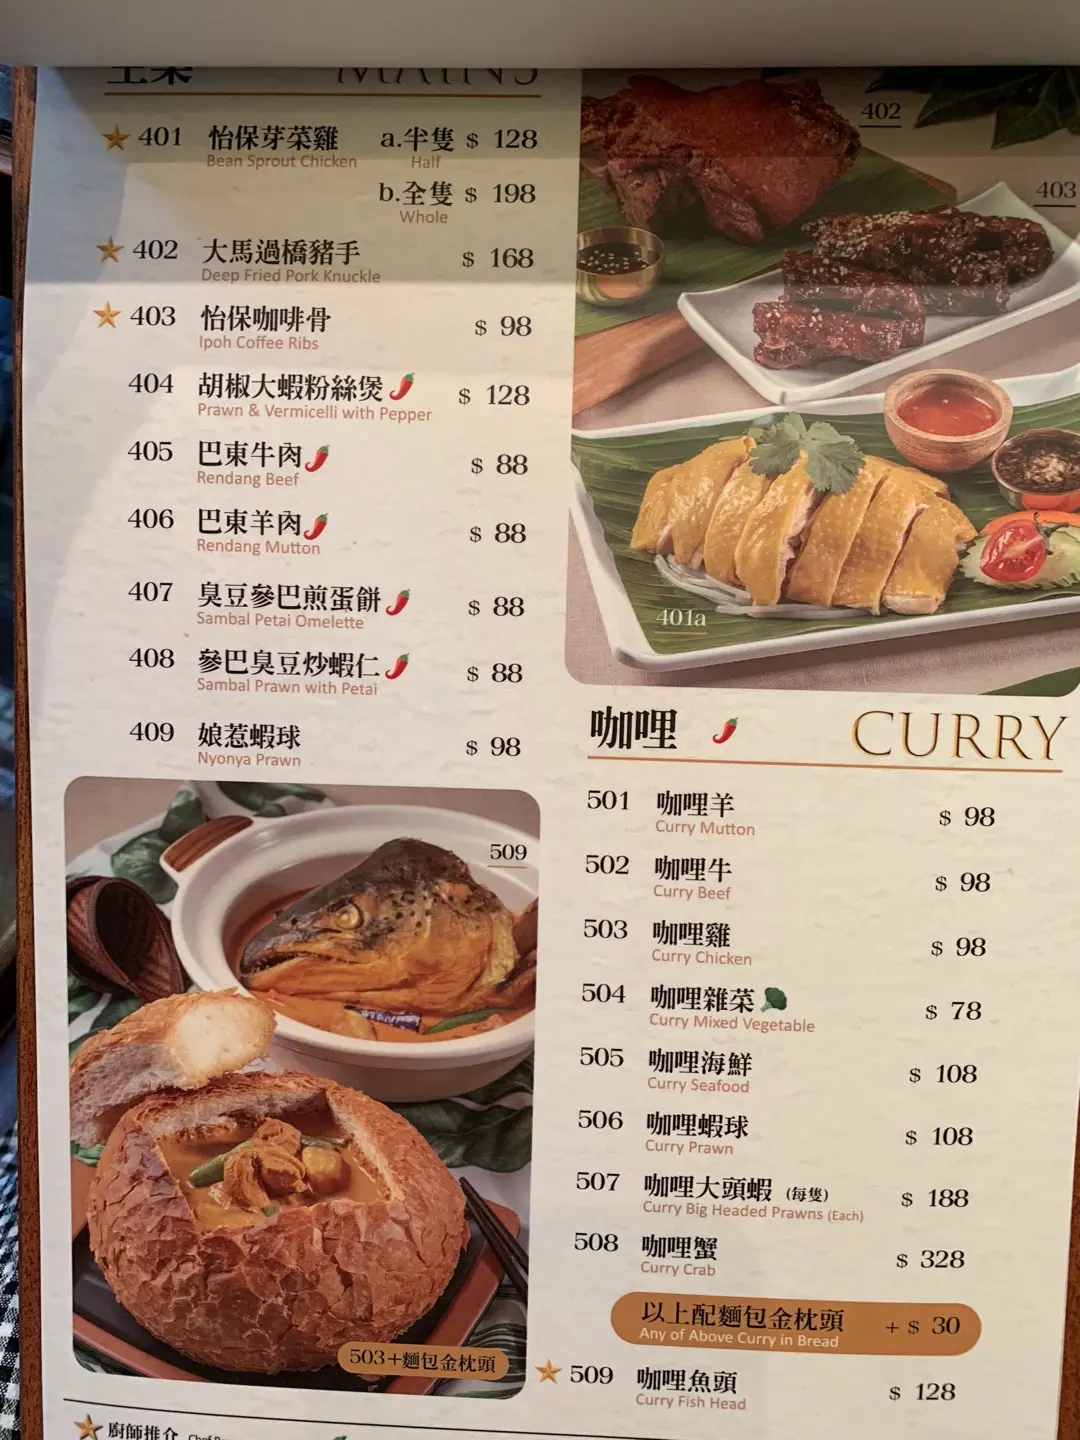 主菜 MAINS
401 怡保芽菜雞 a.半隻 $ 128
Bean Sprout Chicken Half
b.全隻 $ 198
Whole
402 大馬過橋豬手 $ 168
Deep Fried Pork Knuckle
403 怡保咖啡骨 $ 98
Ipoh Coffee Ribs
404 胡椒大蝦粉絲煲 $ 128
Prawn & Vermicelli with Pepper
405 巴東牛肉 $ 88
Rendang Beef
406 巴東羊肉 $ 88
Rendang Mutton
407 臭豆參巴煎蛋餅 $ 88
Sambal Petai Omelette
408 參巴臭豆炒蝦仁 $ 88
Sambal Prawn with Petai
409 娘惹蝦球 $ 98
Nyonya Prawn
402
403
401a
509
503+麵包金枕頭
咖哩 CURRY
501 咖哩羊 $ 98
Curry Mutton
502 咖哩牛 $ 98
Curry Beef
503 咖哩雞 $ 98
Curry Chicken
504 咖哩雜菜 $ 78
Curry Mixed Vegetable
505 咖哩海鮮 $ 108
Curry Seafood
506 咖哩蝦球 $ 108
Curry Prawn
507 咖哩大頭蝦 (每隻) $ 188
Curry Big Headed Prawns (Each)
508 咖哩蟹 $ 328
Curry Crab
以上配麵包金枕頭 + $ 30
Any of Above Curry in Bread
509 咖哩魚頭 $ 128
Curry Fish Head
廚師推介